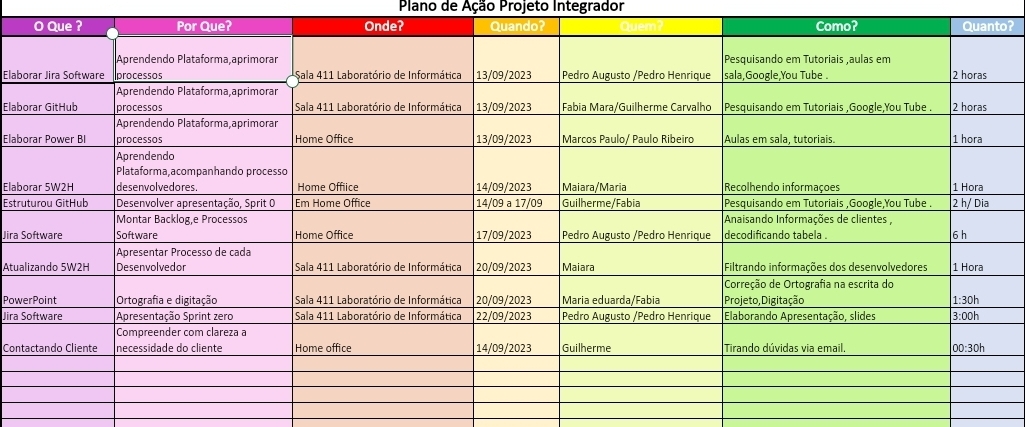 Plano de Ação Projeto Integrador
O Que ? Por Que? Onde? Quando? Quem? Como? Quanto?
Elaborar Jira Software Aprendendo Plataforma,aprimorar processos Sala 411 Laboratório de Informática 13/09/2023 Pedro Augusto /Pedro Henrique Pesquisando em Tutoriais ,aulas em sala,Google,You Tube . 2 horas
Elaborar GitHub Aprendendo Plataforma,aprimorar processos Sala 411 Laboratório de Informática 13/09/2023 Fabia Mara/Guilherme Carvalho Pesquisando em Tutoriais ,Google,You Tube . 2 horas
Elaborar Power BI Aprendendo Plataforma,aprimorar processos Home Office 13/09/2023 Marcos Paulo/ Paulo Ribeiro Aulas em sala, tutoriais. 1 hora
Elaborar 5W2H Aprendendo Plataforma,acompanhando processo desenvolvedores. Home Offiice 14/09/2023 Maiara/Maria Recolhendo informaçoes 1 Hora
Estruturou GitHub Desenvolver apresentação, Sprit 0 Em Home Office 14/09 a 17/09 Guilherme/Fabia Pesquisando em Tutoriais ,Google,You Tube . 2 h/ Dia
Jira Software Montar Backlog,e Processos Software Home Office 17/09/2023 Pedro Augusto /Pedro Henrique Anaisando Informações de clientes , decodificando tabela . 6 h
Atualizando 5W2H Apresentar Processo de cada Desenvolvedor Sala 411 Laboratório de Informática 20/09/2023 Maiara Filtrando informações dos desenvolvedores 1 Hora
PowerPoint Ortografia e digitação Sala 411 Laboratório de Informática 20/09/2023 Maria eduarda/Fabia Correção de Ortografia na escrita do Projeto,Digitação 1:30h
Jira Software Apresentação Sprint zero Sala 411 Laboratório de Informática 22/09/2023 Pedro Augusto /Pedro Henrique Elaborando Apresentação, slides 3:00h
Contactando Cliente Compreender com clareza a necessidade do cliente Home office 14/09/2023 Guilherme Tirando dúvidas via email. 00:30h